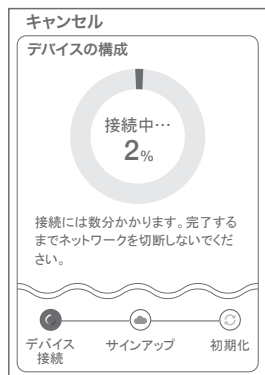 キャンセル
デバイスの構成
接続中…
2%
接続には数分かかります。完了する
までネットワークを切断しないでくだ
さい。
デバイス
接続
サインアップ
初期化